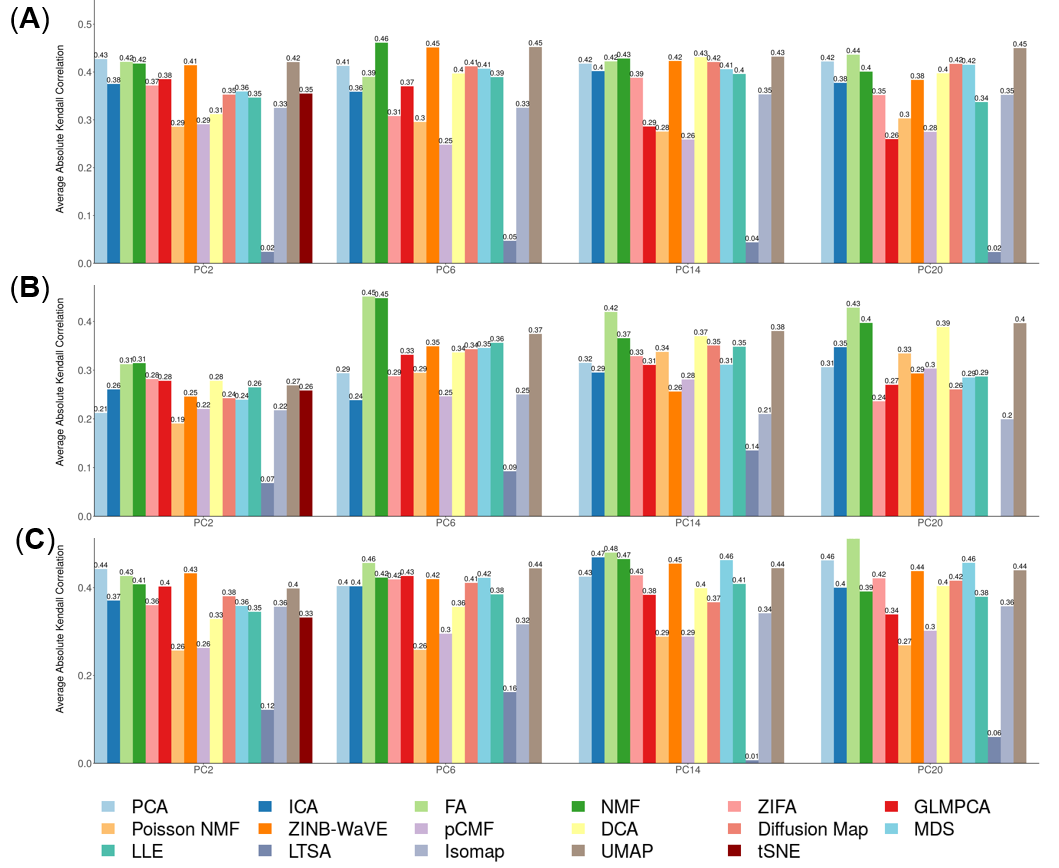 (A)
Average Absolute Kendall Correlation
0.5
0.4
0.3
0.2
0.1
0.0
0.43 0.38 0.42 0.42 0.37 0.38 0.29 0.41 0.29 0.31 0.35 0.36 0.35 0.02 0.33 0.42 0.35
0.41 0.36 0.39 0.46 0.31 0.37 0.3 0.45 0.25 0.4 0.41 0.41 0.39 0.05 0.33 0.45
0.42 0.4 0.42 0.43 0.39 0.29 0.28 0.42 0.26 0.43 0.42 0.41 0.4 0.04 0.35 0.43
0.42 0.38 0.44 0.4 0.35 0.26 0.3 0.38 0.28 0.4 0.42 0.42 0.34 0.02 0.35 0.45
PC2 PC6 PC14 PC20
(B)
Average Absolute Kendall Correlation
0.4
0.3
0.2
0.1
0.0
0.21 0.26 0.31 0.31 0.28 0.28 0.19 0.25 0.22 0.28 0.24 0.24 0.26 0.07 0.22 0.27 0.26
0.29 0.24 0.45 0.45 0.29 0.33 0.29 0.35 0.25 0.34 0.34 0.35 0.36 0.09 0.25 0.37
0.32 0.29 0.42 0.37 0.33 0.31 0.34 0.26 0.28 0.37 0.35 0.31 0.35 0.14 0.21 0.38
0.31 0.35 0.43 0.4 0.24 0.27 0.33 0.29 0.3 0.39 0.26 0.29 0.29 0.2 0.4
PC2 PC6 PC14 PC20
(C)
Average Absolute Kendall Correlation
0.4
0.2
0.0
0.44 0.37 0.43 0.41 0.36 0.4 0.26 0.43 0.26 0.33 0.38 0.36 0.35 0.12 0.36 0.4 0.33
0.4 0.4 0.46 0.42 0.42 0.43 0.26 0.42 0.3 0.36 0.41 0.42 0.38 0.16 0.32 0.44
0.43 0.47 0.48 0.47 0.43 0.38 0.29 0.45 0.29 0.4 0.37 0.46 0.41 0.01 0.34 0.44
0.46 0.4 0.39 0.42 0.34 0.27 0.44 0.3 0.4 0.42 0.46 0.38 0.06 0.36 0.44
PC2 PC6 PC14 PC20
PCA ICA FA NMF ZIFA GLMPCA
Poisson NMF ZINB-WaVE pCMF DCA Diffusion Map MDS
LLE LTSA Isomap UMAP tSNE